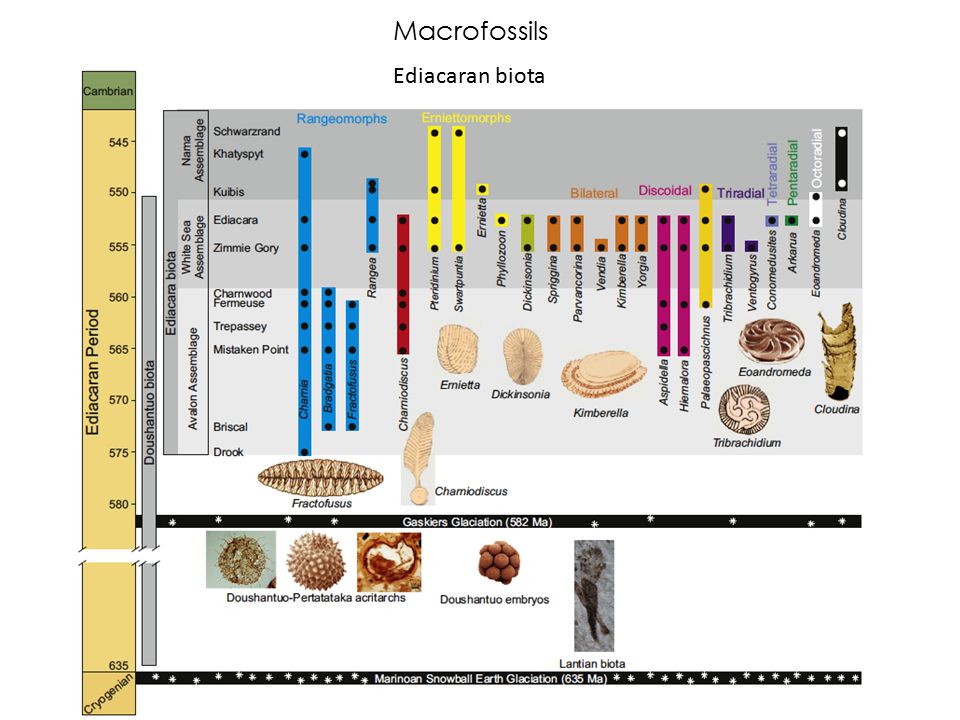 Macrofossils
Ediacaran biota
Cambrian
545
550
555
560
565
570
575
580
635
Ediacaran Period
Cryogenian
Doushantuo biota
Ediacara biota
Nama
Assemblage
White Sea
Assemblage
Avalon Assemblage
Schwarzrand
Khatyspyt
Kuibis
Ediacara
Zimmie Gory
Charnwood
Fermeuse
Trepassey
Mistaken Point
Briscal
Drook
Rangeomorphs
Erniettomorphs
Bilateral
Discoidal
Triradial
Tetraradial
Pentaradial
Octoradial
Charnia
Bradgatia
Fractofusus
Rangea
Charniodiscus
Pteridinium
Swartpuntia
Ernietta
Phyllozoon
Dickinsonia
Spriggina
Parvancorina
Vendia
Kimberella
Yorgia
Aspidella
Hiemalora
Palaeopascichnus
Tribrachidium
Ventogyrus
Conomedusites
Arkarua
Eoandromeda
Cloudina
Ernietta
Dickinsonia
Kimberella
Eoandromeda
Tribrachidium
Cloudina
Fractofusus
Charniodiscus
Gaskiers Glaciation (582 Ma)
Doushantuo-Pertatataka acritarchs
Doushantuo embryos
Lantian biota
Marinoan Snowball Earth Glaciation (635 Ma)